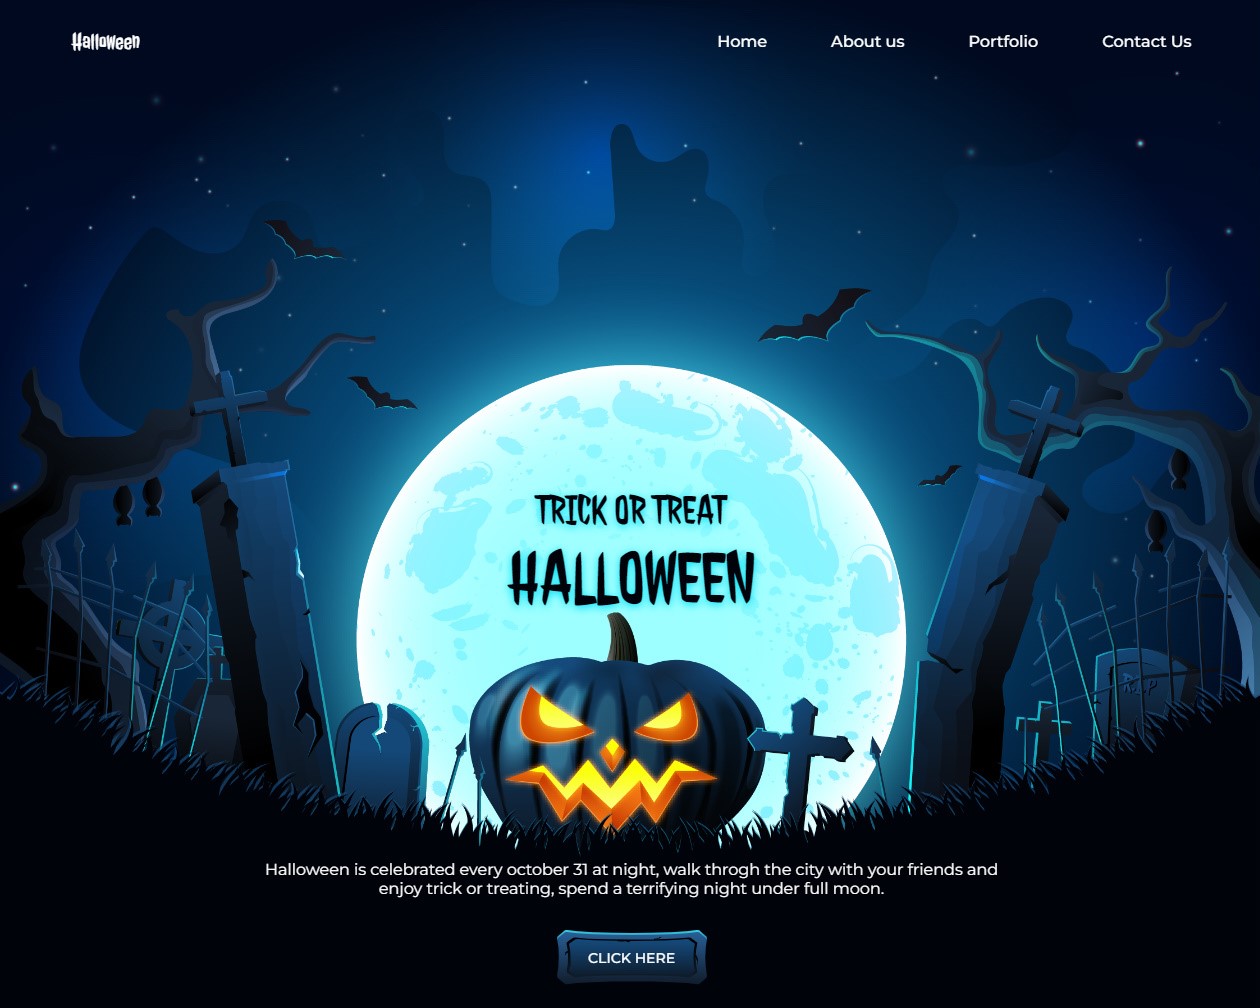 Halloween
Home About us Portfolio Contact Us
TRICK OR TREAT
HALLOWEEN
R.I.P
Halloween is celebrated every october 31 at night, walk throgh the city with your friends and
enjoy trick or treating, spend a terrifying night under full moon.
CLICK HERE